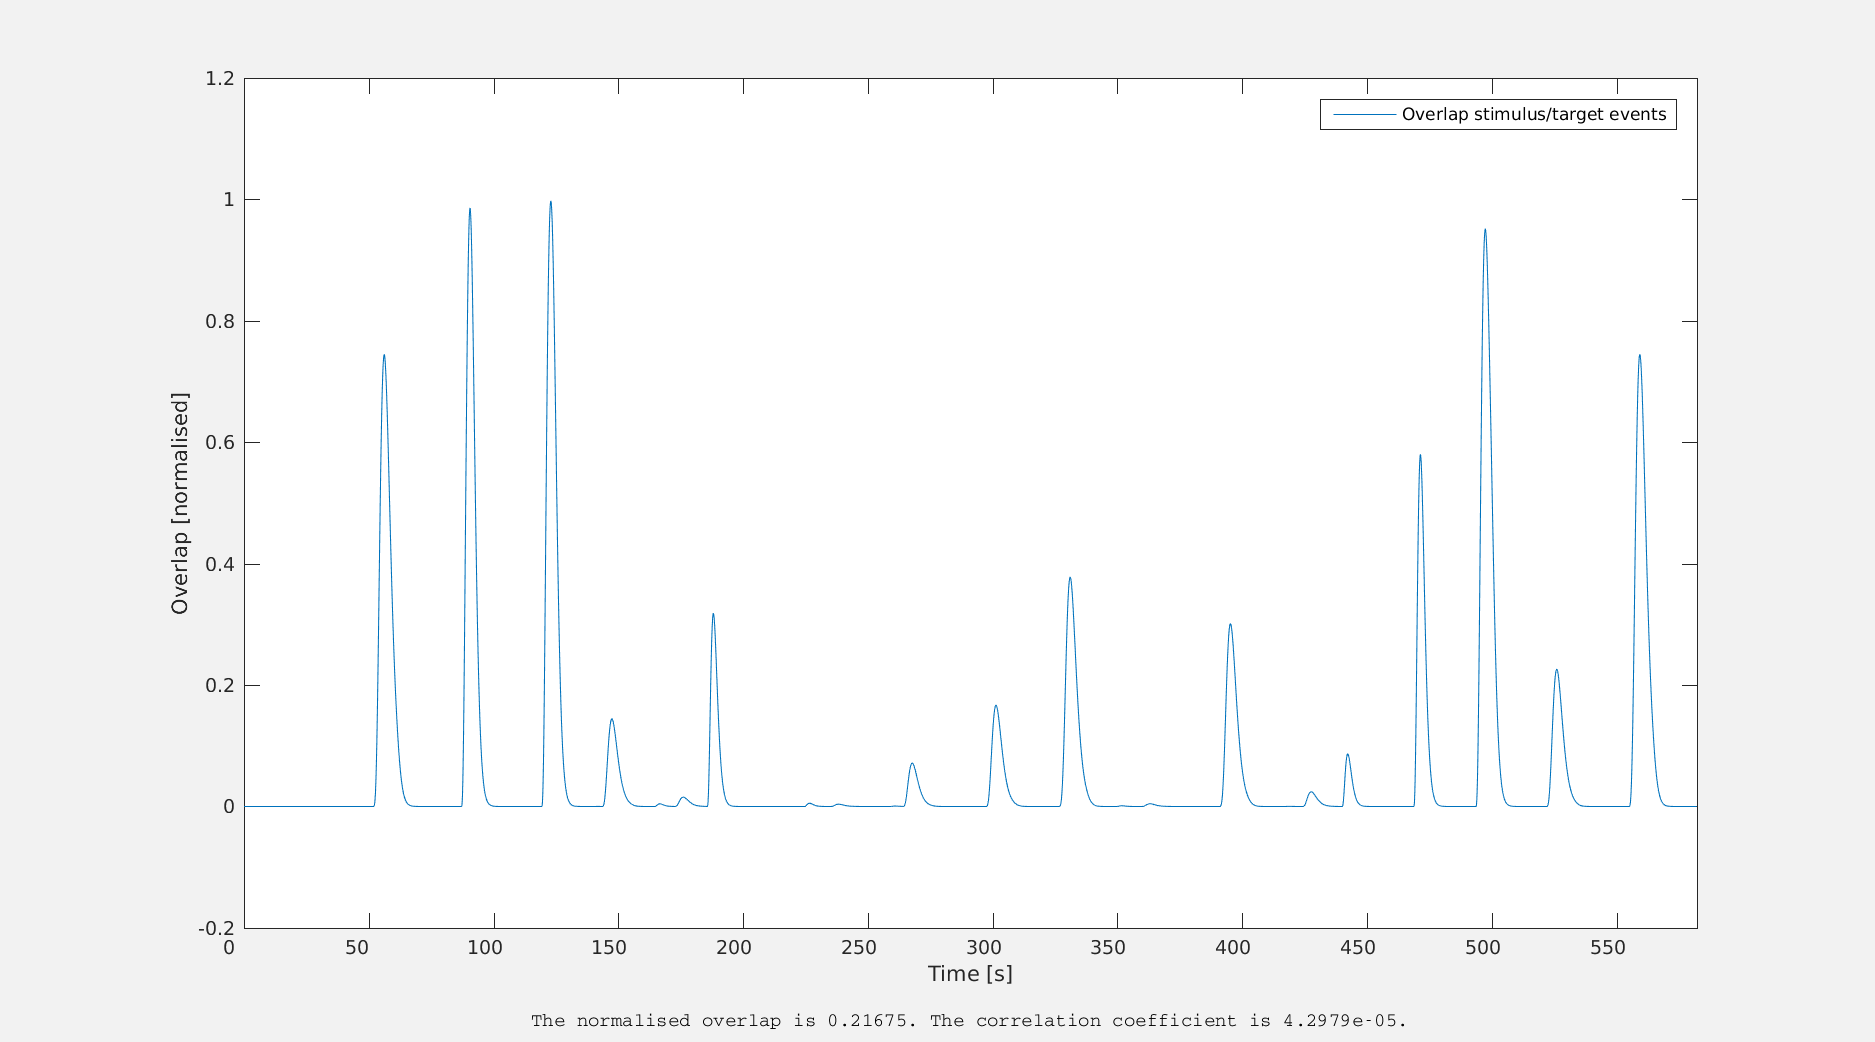 1.2
Overlap stimulus/target events
1
0.8
0.6
0.4
0.2
0
-0.2
Overlap [normalised]
0 50 100 150 200 250 300 350 400 450 500 550
Time [s]
The normalised overlap is 0.21675. The correlation coefficient is 4.2979e-05.